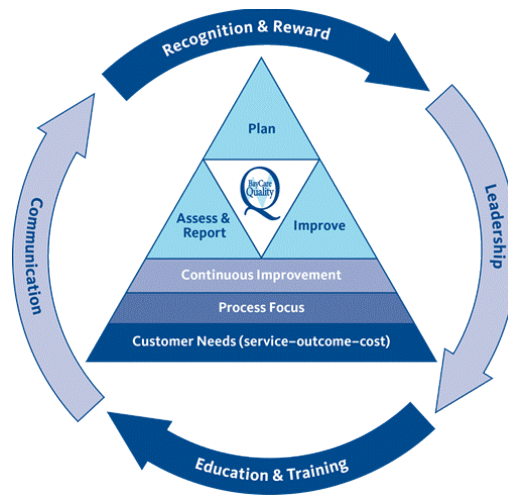 Recognition & Reward
Plan
BayCare
Quality
Assess &
Report
Improve
Leadership
Communication
Continuous Improvement
Process Focus
Customer Needs (service–outcome–cost)
Education & Training